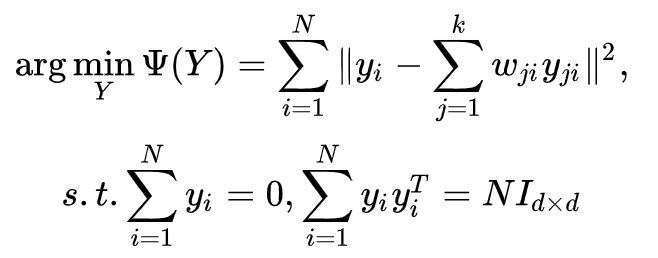 arg min_Y Ψ(Y) = ∑_{i=1}^{N} ‖y_i − ∑_{j=1}^{k} w_{ji} y_{ji}‖²,
s.t. ∑_{i=1}^{N} y_i = 0, ∑_{i=1}^{N} y_i y_i^T = N I_{d×d}